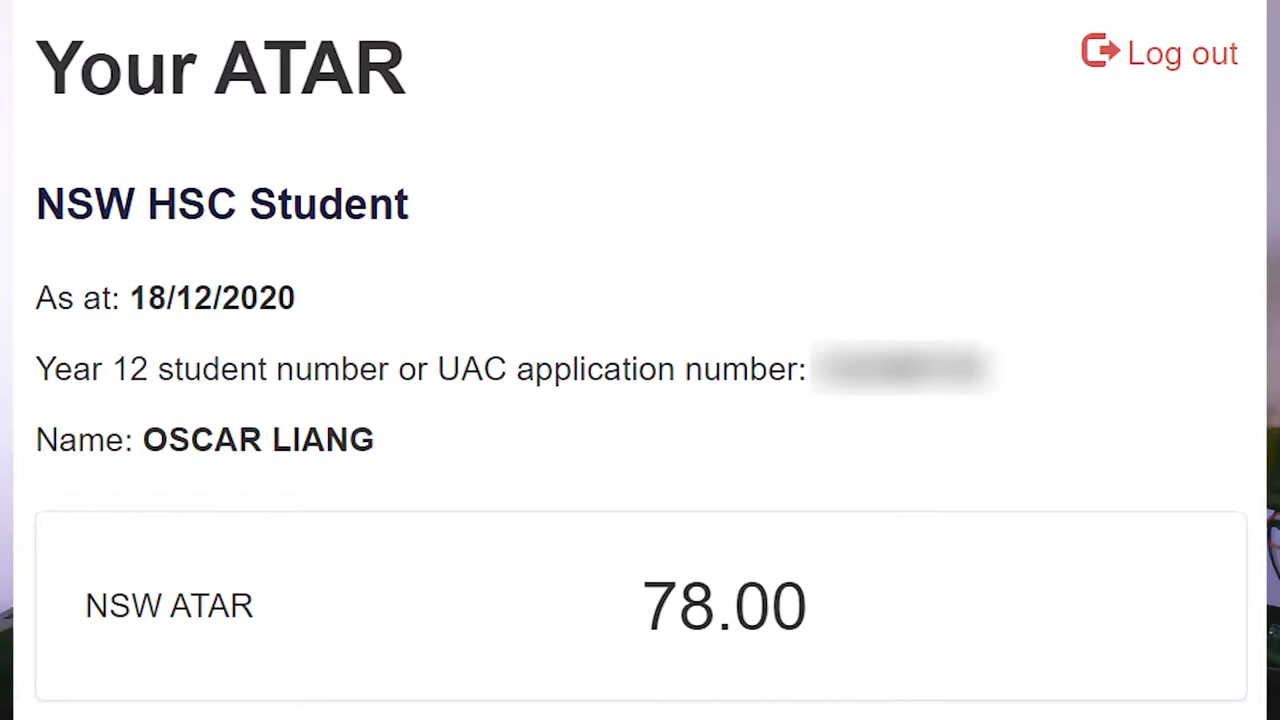 Your ATAR
Log out
NSW HSC Student
As at: 18/12/2020
Year 12 student number or UAC application number:
Name: OSCAR LIANG
NSW ATAR 78.00